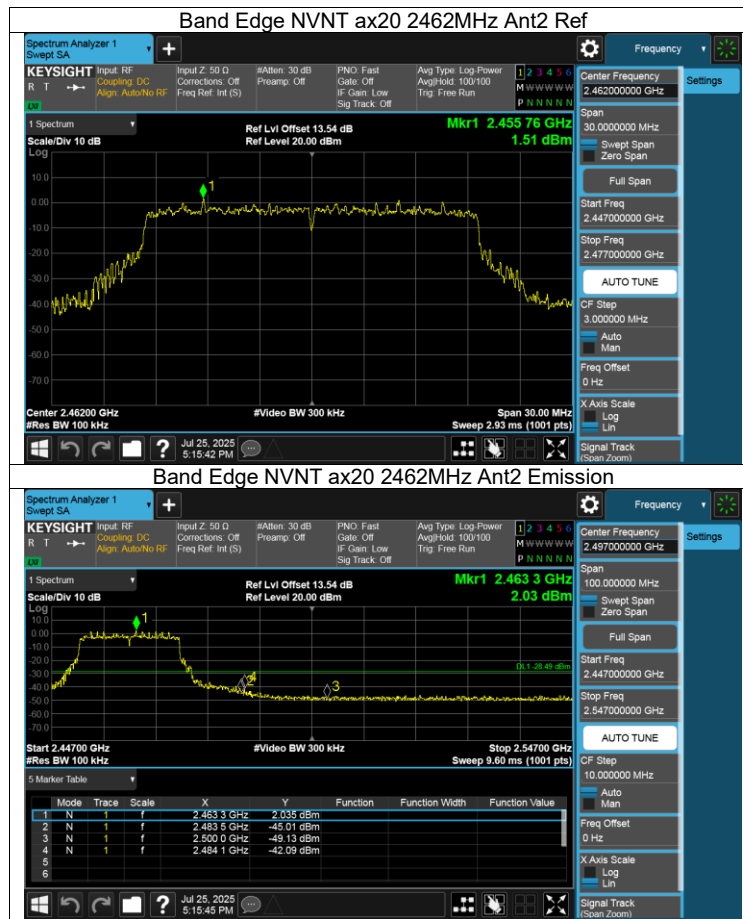 Band Edge NVNT ax20 2462MHz Ant2 Ref
Spectrum Analyzer 1
Swept SA
Frequency
KEYSIGHT
R T
LNI
Input: RF
Coupling: DC
Align: Auto/No RF
Input Z: 50 Ω
Corrections: Off
Freq Ref: Int (S)
#Atten: 30 dB
Preamp: Off
PNO: Fast
Gate: Off
IF Gain: Low
Sig Track: Off
Avg Type: Log-Power
Avg|Hold: 100/100
Trig: Free Run
1 2 3 4 5 6
M W W W W W
P N N N N N
Center Frequency
2.462000000 GHz
Settings
1 Spectrum
Scale/Div 10 dB
Ref Lvl Offset 13.54 dB
Ref Level 20.00 dBm
Mkr1 2.455 76 GHz
1.51 dBm
Span
30.0000000 MHz
Swept Span
Zero Span
Log
10.0
0.00
-10.0
-20.0
-30.0
-40.0
-50.0
-60.0
-70.0
1
Full Span
Start Freq
2.447000000 GHz
Stop Freq
2.477000000 GHz
AUTO TUNE
CF Step
3.000000 MHz
Auto
Man
Freq Offset
0 Hz
X Axis Scale
Log
Lin
Signal Track
(Span Zoom)
Center 2.46200 GHz
#Res BW 100 kHz
#Video BW 300 kHz
Span 30.00 MHz
Sweep 2.93 ms (1001 pts)
?
Jul 25, 2025
5:15:42 PM
Band Edge NVNT ax20 2462MHz Ant2 Emission
Spectrum Analyzer 1
Swept SA
Frequency
KEYSIGHT
R T
LNI
Input: RF
Coupling: DC
Align: Auto/No RF
Input Z: 50 Ω
Corrections: Off
Freq Ref: Int (S)
#Atten: 30 dB
Preamp: Off
PNO: Fast
Gate: Off
IF Gain: Low
Sig Track: Off
Avg Type: Log-Power
Avg|Hold: 100/100
Trig: Free Run
1 2 3 4 5 6
M W W W W W
P N N N N N
Center Frequency
2.497000000 GHz
Settings
1 Spectrum
Scale/Div 10 dB
Ref Lvl Offset 13.54 dB
Ref Level 20.00 dBm
Mkr1 2.463 3 GHz
2.03 dBm
Span
100.000000 MHz
Swept Span
Zero Span
Log
10.0
0.00
-10.0
-20.0
-30.0
-40.0
-50.0
-60.0
-70.0
1
2
4
3
DL1 -28.49 dBm
Full Span
Start Freq
2.447000000 GHz
Stop Freq
2.547000000 GHz
AUTO TUNE
Start 2.44700 GHz
#Res BW 100 kHz
#Video BW 300 kHz
Stop 2.54700 GHz
Sweep 9.60 ms (1001 pts)
CF Step
10.000000 MHz
Auto
Man
Freq Offset
0 Hz
X Axis Scale
Log
Lin
Signal Track
(Span Zoom)
5 Marker Table
Mode Trace Scale X Y Function Function Width Function Value
1 N 1 f 2.463 3 GHz 2.035 dBm
2 N 1 f 2.483 5 GHz -45.01 dBm
3 N 1 f 2.500 0 GHz -49.13 dBm
4 N 1 f 2.484 1 GHz -42.09 dBm
5
6
?
Jul 25, 2025
5:15:45 PM